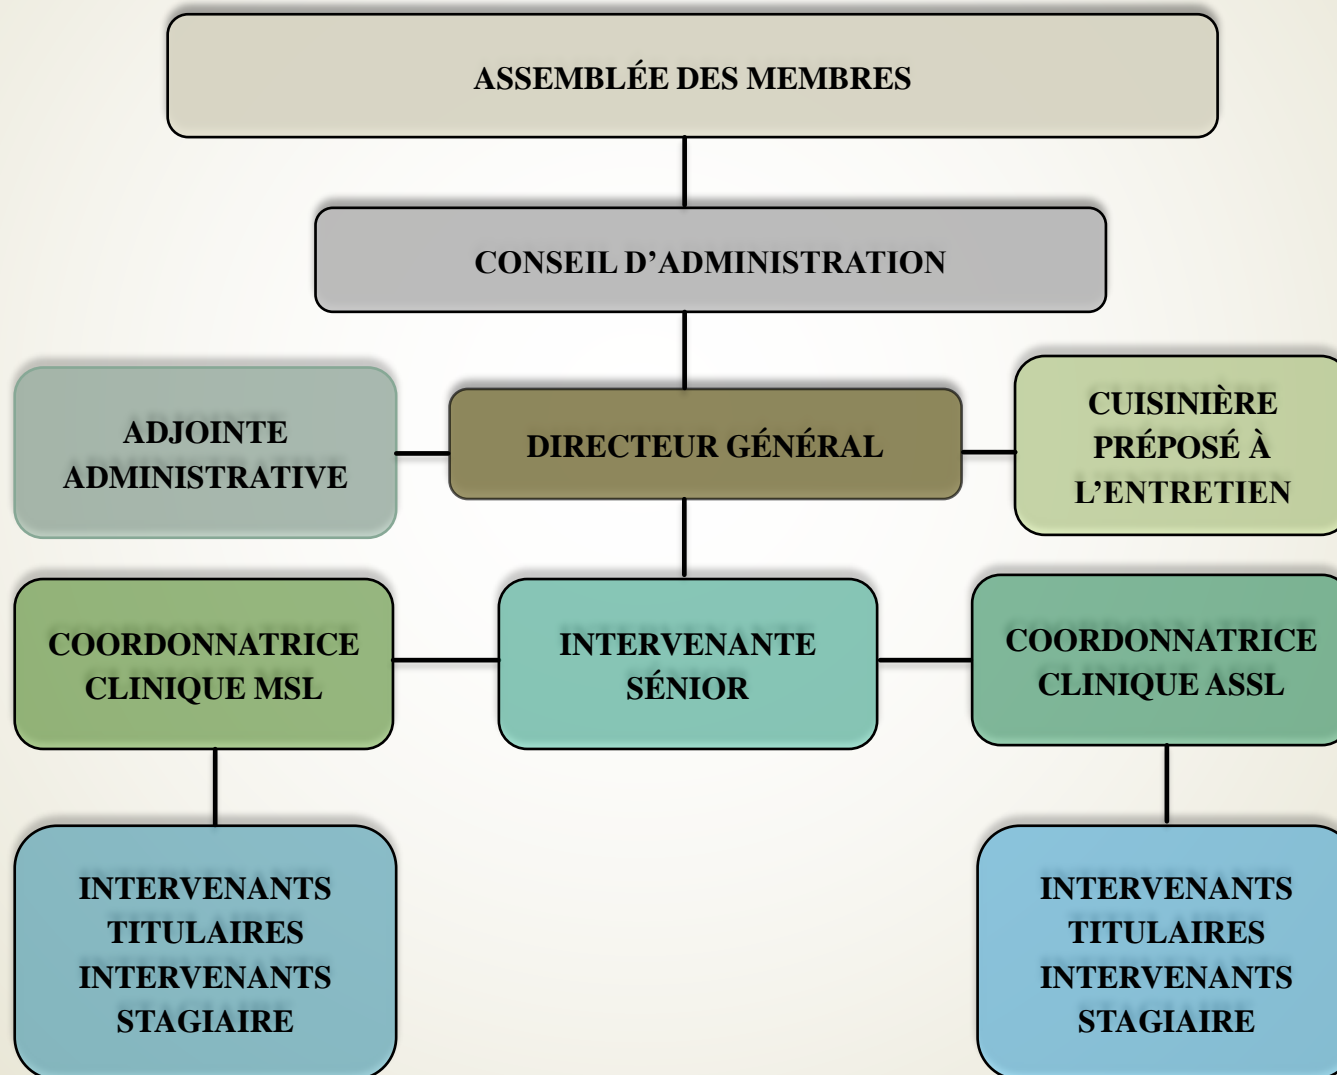 ASSEMBLÉE DES MEMBRES
CONSEIL D’ADMINISTRATION
ADJOINTE
ADMINISTRATIVE
DIRECTEUR GÉNÉRAL
CUISINIÈRE
PRÉPOSÉ À
L’ENTRETIEN
COORDONNATRICE
CLINIQUE MSL
INTERVENANTE
SÉNIOR
COORDONNATRICE
CLINIQUE ASSL
INTERVENANTS
TITULAIRES
INTERVENANTS
STAGIAIRE
INTERVENANTS
TITULAIRES
INTERVENANTS
STAGIAIRE